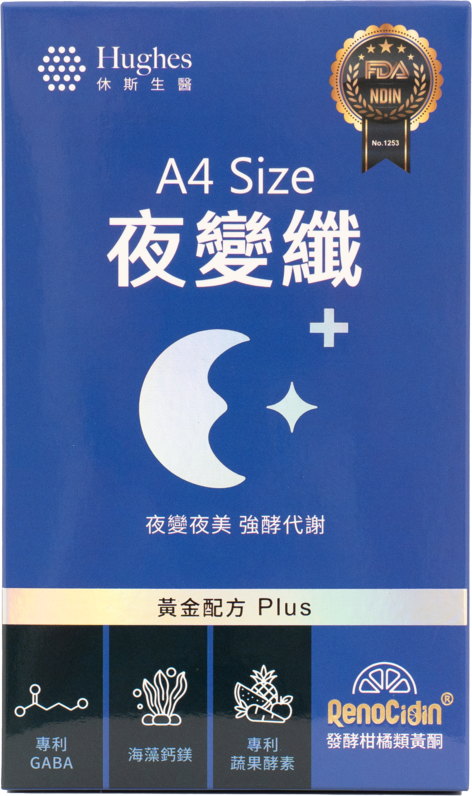 Hughes
休斯生醫
FDA
NDIN
No.1253
A4 Size
夜變纖
夜變夜美 強酵代謝
黃金配方 Plus
專利
GABA
海藻鈣鎂
專利
蔬果酵素
RenoCidin®
發酵柑橘類黃酮